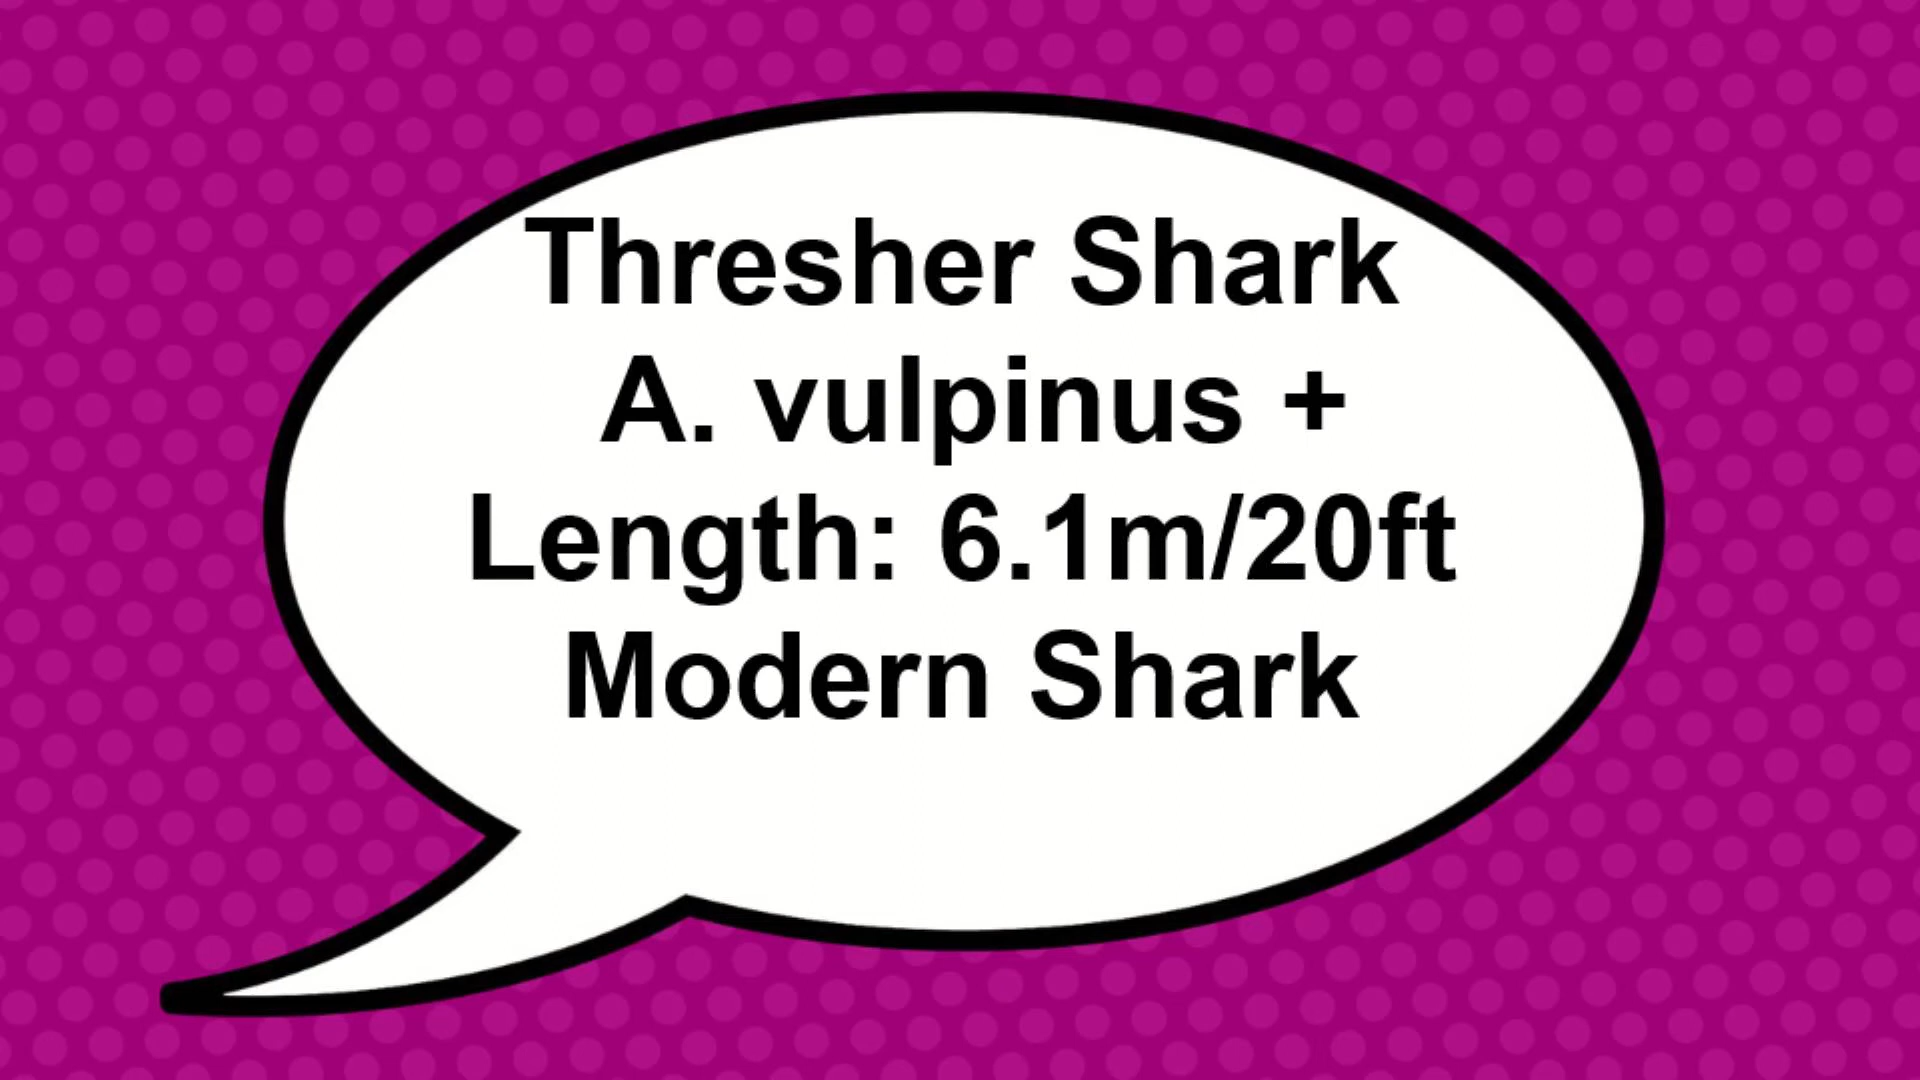 Thresher Shark
A. vulpinus +
Length: 6.1m/20ft
Modern Shark